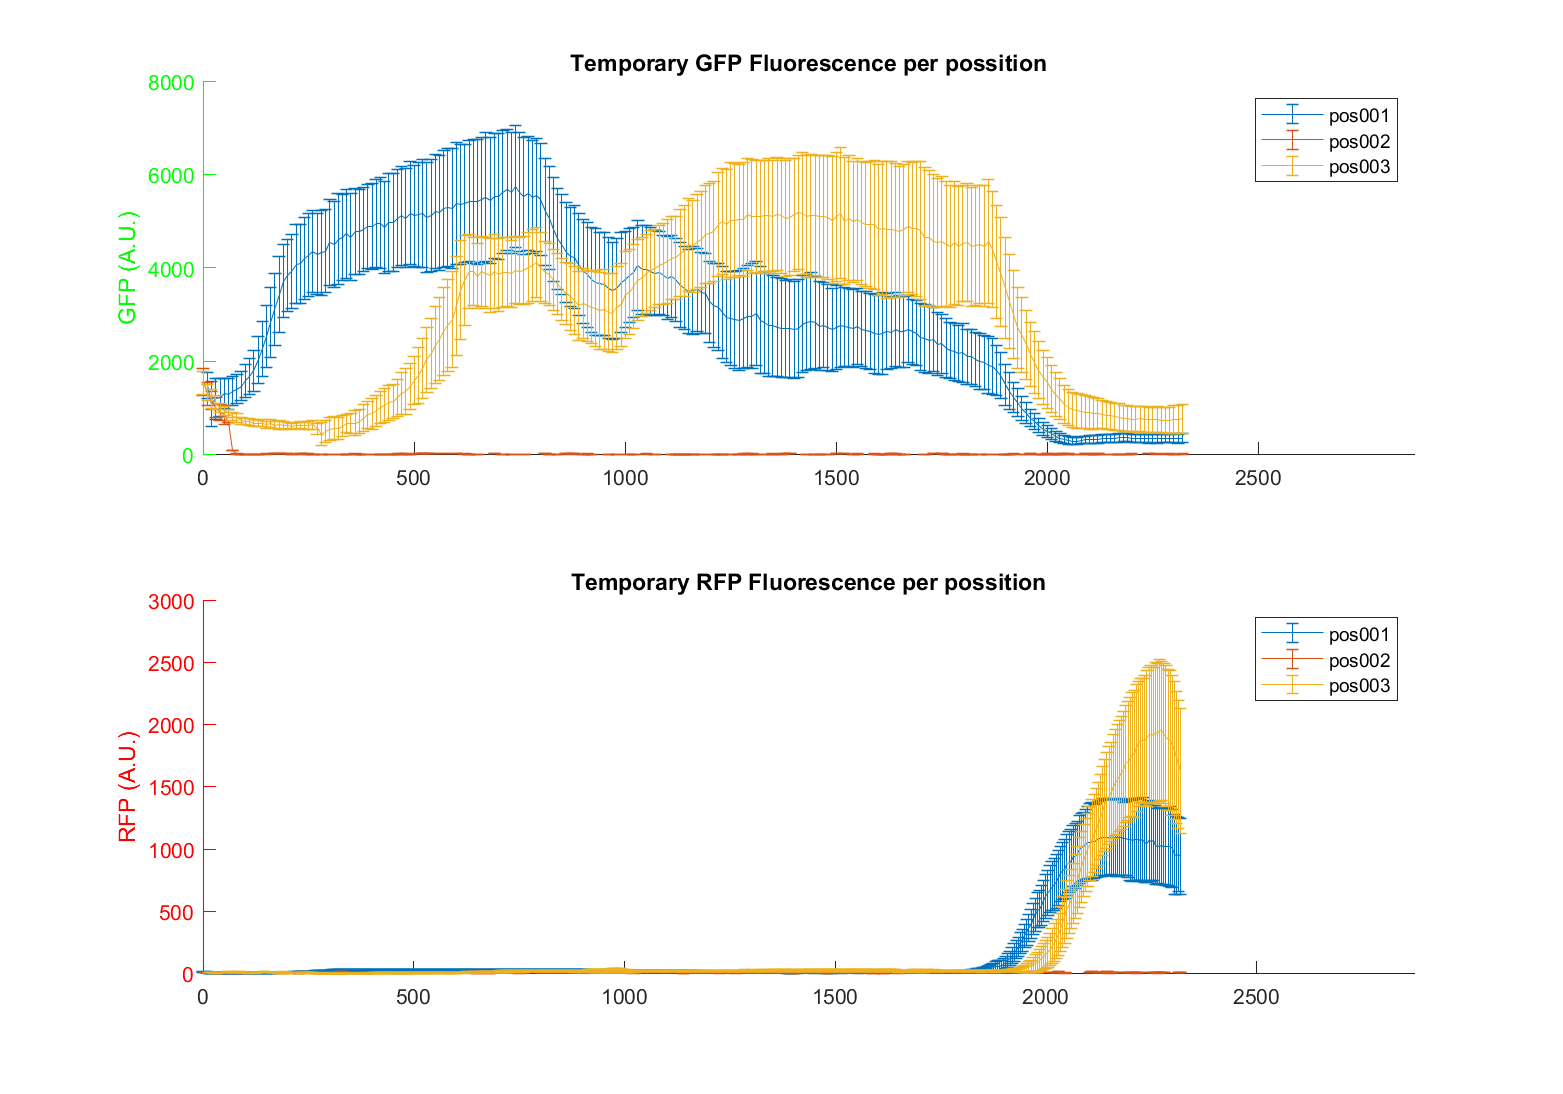 Temporary GFP Fluorescence per possition
GFP (A.U.)
8000
6000
4000
2000
0
0 500 1000 1500 2000 2500
pos001
pos002
pos003
Temporary RFP Fluorescence per possition
RFP (A.U.)
3000
2500
2000
1500
1000
500
0
0 500 1000 1500 2000 2500
pos001
pos002
pos003